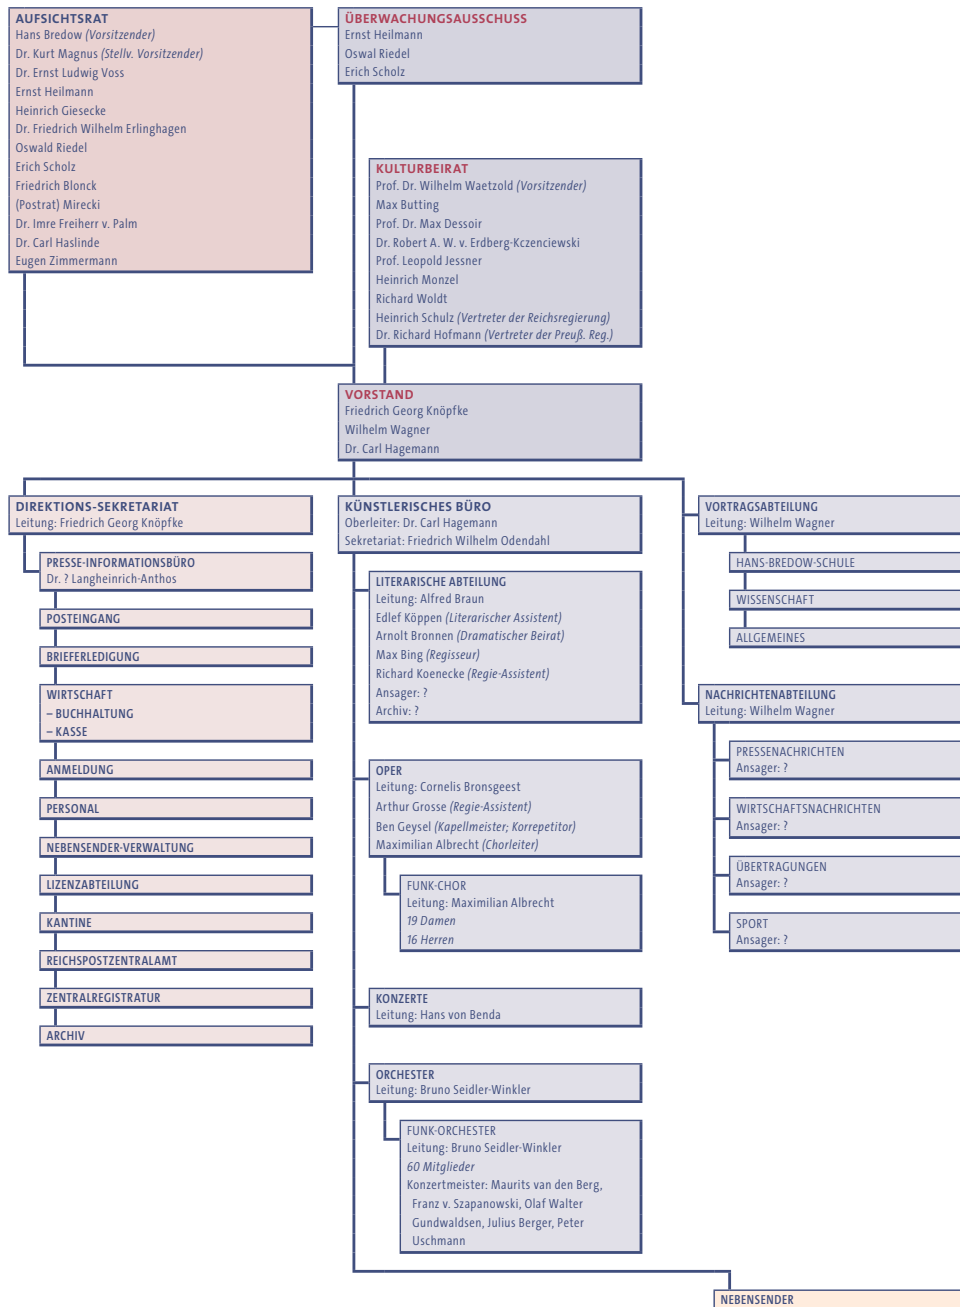 AUFSICHTSRAT
Hans Bredow (Vorsitzender)
Dr. Kurt Magnus (Stellv. Vorsitzender)
Dr. Ernst Ludwig Voss
Ernst Heilmann
Heinrich Giesecke
Dr. Friedrich Wilhelm Erlinghagen
Oswald Riedel
Erich Scholz
Friedrich Blonck
(Postrat) Mirecki
Dr. Imre Freiherr v. Palm
Dr. Carl Haslinde
Eugen Zimmermann
ÜBERWACHUNGSAUSSCHUSS
Ernst Heilmann
Oswal Riedel
Erich Scholz
KULTURBEIRAT
Prof. Dr. Wilhelm Waetzold (Vorsitzender)
Max Butting
Prof. Dr. Max Dessoir
Dr. Robert A. W. v. Erdberg-Kczenciewski
Prof. Leopold Jessner
Heinrich Monzel
Richard Woldt
Heinrich Schulz (Vertreter der Reichsregierung)
Dr. Richard Hofmann (Vertreter der Preuß. Reg.)
VORSTAND
Friedrich Georg Knöpfke
Wilhelm Wagner
Dr. Carl Hagemann
DIREKTIONS-SEKRETARIAT
Leitung: Friedrich Georg Knöpfke
PRESSE-INFORMATIONSBÜRO
Dr. ? Langheinrich-Anthos
POSTEINGANG
BRIEFERLEDIGUNG
WIRTSCHAFT
– BUCHHALTUNG
– KASSE
ANMELDUNG
PERSONAL
NEBENSENDER-VERWALTUNG
LIZENZABTEILUNG
KANTINE
REICHSPOSTZENTRALAMT
ZENTRALREGISTRATUR
ARCHIV
KÜNSTLERISCHES BÜRO
Oberleiter: Dr. Carl Hagemann
Sekretariat: Friedrich Wilhelm Odendahl
LITERARISCHE ABTEILUNG
Leitung: Alfred Braun
Edlef Köppen (Literarischer Assistent)
Arnolt Bronnen (Dramatischer Beirat)
Max Bing (Regisseur)
Richard Koenecke (Regie-Assistent)
Ansager: ?
Archiv: ?
OPER
Leitung: Cornelis Bronsgeest
Arthur Grosse (Regie-Assistent)
Ben Geysel (Kapellmeister; Korrepetitor)
Maximilian Albrecht (Chorleiter)
FUNK-CHOR
Leitung: Maximilian Albrecht
19 Damen
16 Herren
KONZERTE
Leitung: Hans von Benda
ORCHESTER
Leitung: Bruno Seidler-Winkler
FUNK-ORCHESTER
Leitung: Bruno Seidler-Winkler
60 Mitglieder
Konzertmeister: Maurits van den Berg,
Franz v. Szapanowski, Olaf Walter
Gundwaldsen, Julius Berger, Peter
Uschmann
VORTRAGSABTEILUNG
Leitung: Wilhelm Wagner
HANS-BREDOW-SCHULE
WISSENSCHAFT
ALLGEMEINES
NACHRICHTENABTEILUNG
Leitung: Wilhelm Wagner
PRESSENACHRICHTEN
Ansager: ?
WIRTSCHAFTSNACHRICHTEN
Ansager: ?
ÜBERTRAGUNGEN
Ansager: ?
SPORT
Ansager: ?
NEBENSENDER